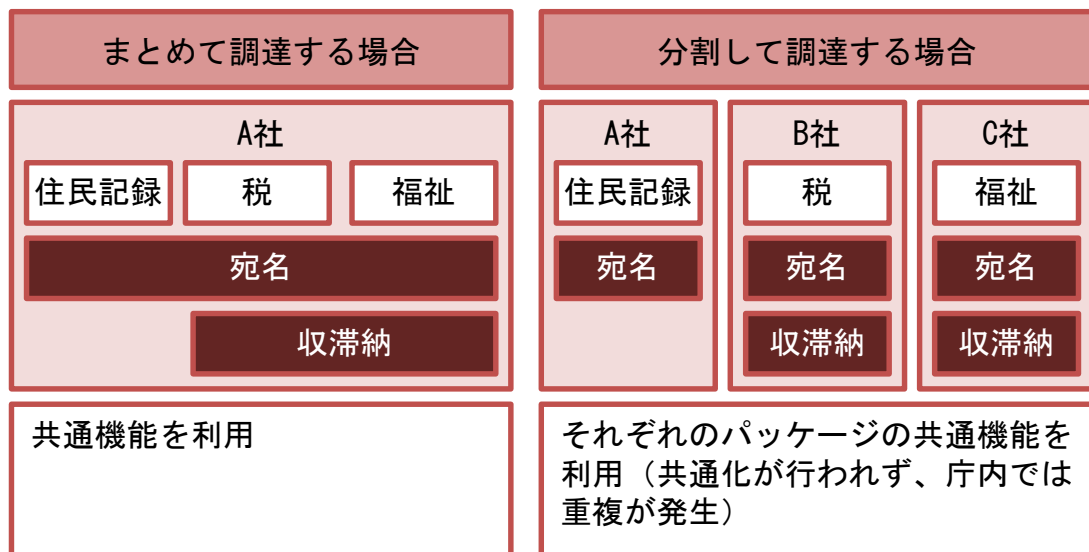 まとめて調達する場合
A社
住民記録
税
福祉
宛名
収滞納
共通機能を利用
分割して調達する場合
A社
住民記録
宛名
B社
税
宛名
収滞納
C社
福祉
宛名
収滞納
それぞれのパッケージの共通機能を
利用（共通化が行われず、庁内では
重複が発生）